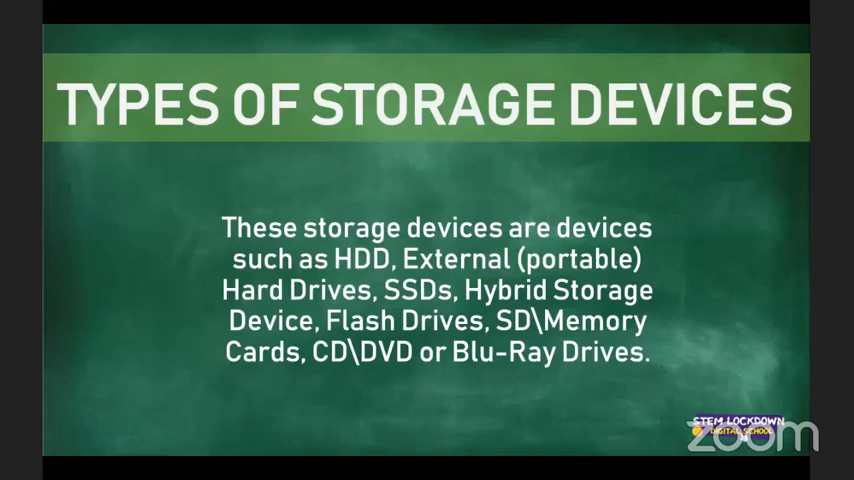 TYPES OF STORAGE DEVICES
These storage devices are devices
such as HDD, External (portable)
Hard Drives, SSDs, Hybrid Storage
Device, Flash Drives, SD\Memory
Cards, CD\DVD or Blu-Ray Drives.
STEM LOCKDOWN
DIGITAL SCHOOL
zoom